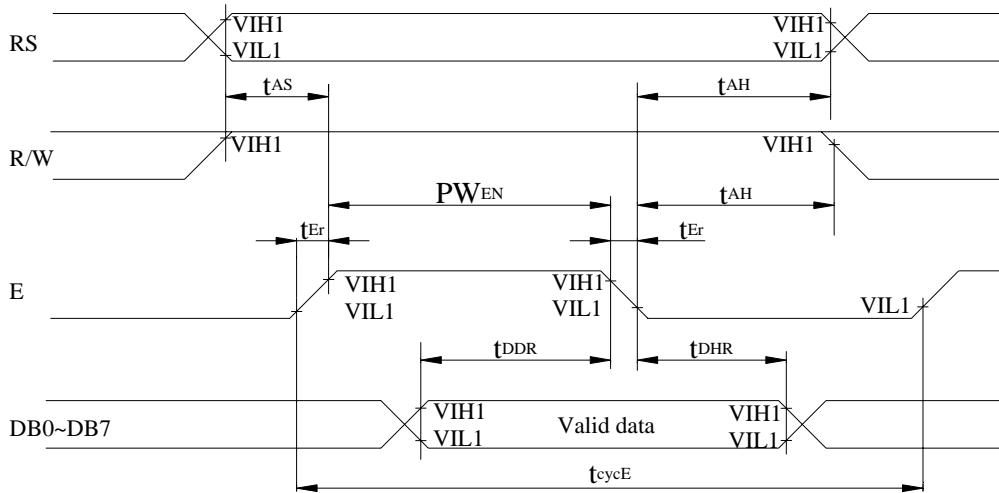 RS
VIH1
VIL1
VIH1
VIL1
tAS
tAH
R/W
VIH1
VIH1
PWEN
tAH
tEr
tEr
E
VIH1
VIL1
VIH1
VIL1
VIL1
tDDR
tDHR
DB0~DB7
VIH1
VIL1
Valid data
VIH1
VIL1
tcycE